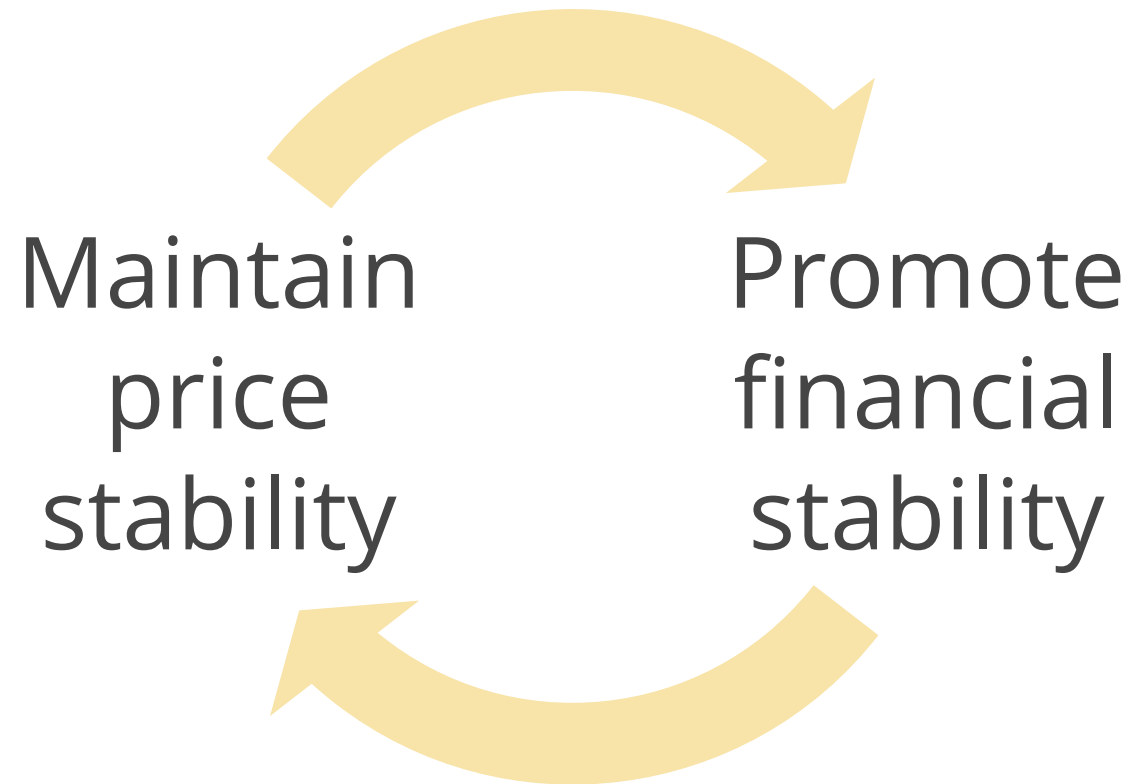 Maintain
price
stability
Promote
financial
stability